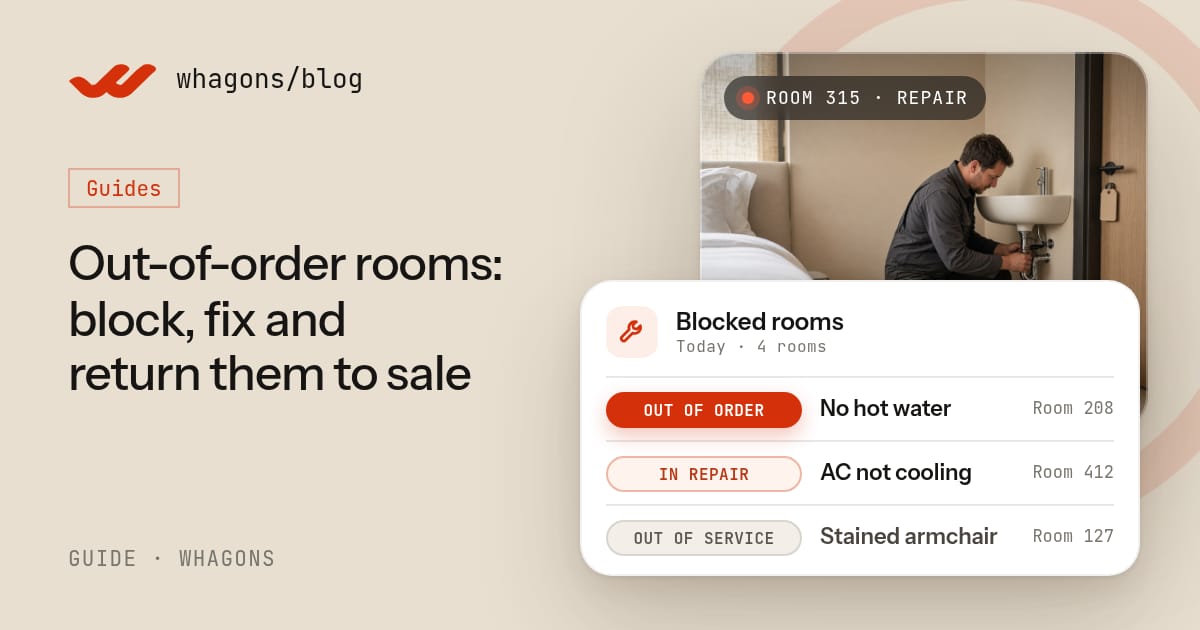 whagons/blog
Guides
Out-of-order rooms:
block, fix and
return them to sale
GUIDE · WHAGONS
ROOM 315 · REPAIR
Blocked rooms
Today · 4 rooms
OUT OF ORDER No hot water Room 208
IN REPAIR AC not cooling Room 412
OUT OF SERVICE Stained armchair Room 127